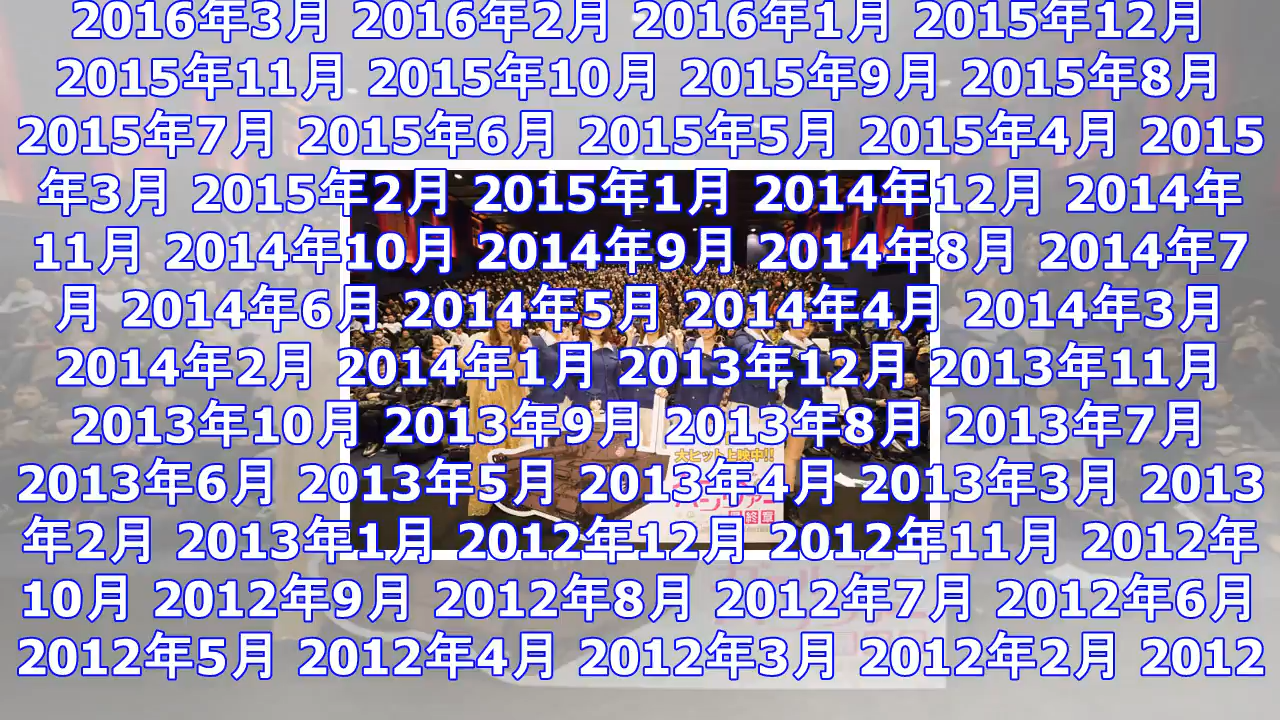 2016年3月 2016年2月 2016年1月 2015年12月
2015年11月 2015年10月 2015年9月 2015年8月
2015年7月 2015年6月 2015年5月 2015年4月 2015
年3月 2015年2月 2015年1月 2014年12月 2014年
11月 2014年10月 2014年9月 2014年8月 2014年7
月 2014年6月 2014年5月 2014年4月 2014年3月
2014年2月 2014年1月 2013年12月 2013年11月
2013年10月 2013年9月 2013年8月 2013年7月
大ヒット上映中!!
2013年6月 2013年5月 2013年4月 2013年3月 2013
最終章
年2月 2013年1月 2012年12月 2012年11月 2012年
10月 2012年9月 2012年8月 2012年7月 2012年6月
2012年5月 2012年4月 2012年3月 2012年2月 2012